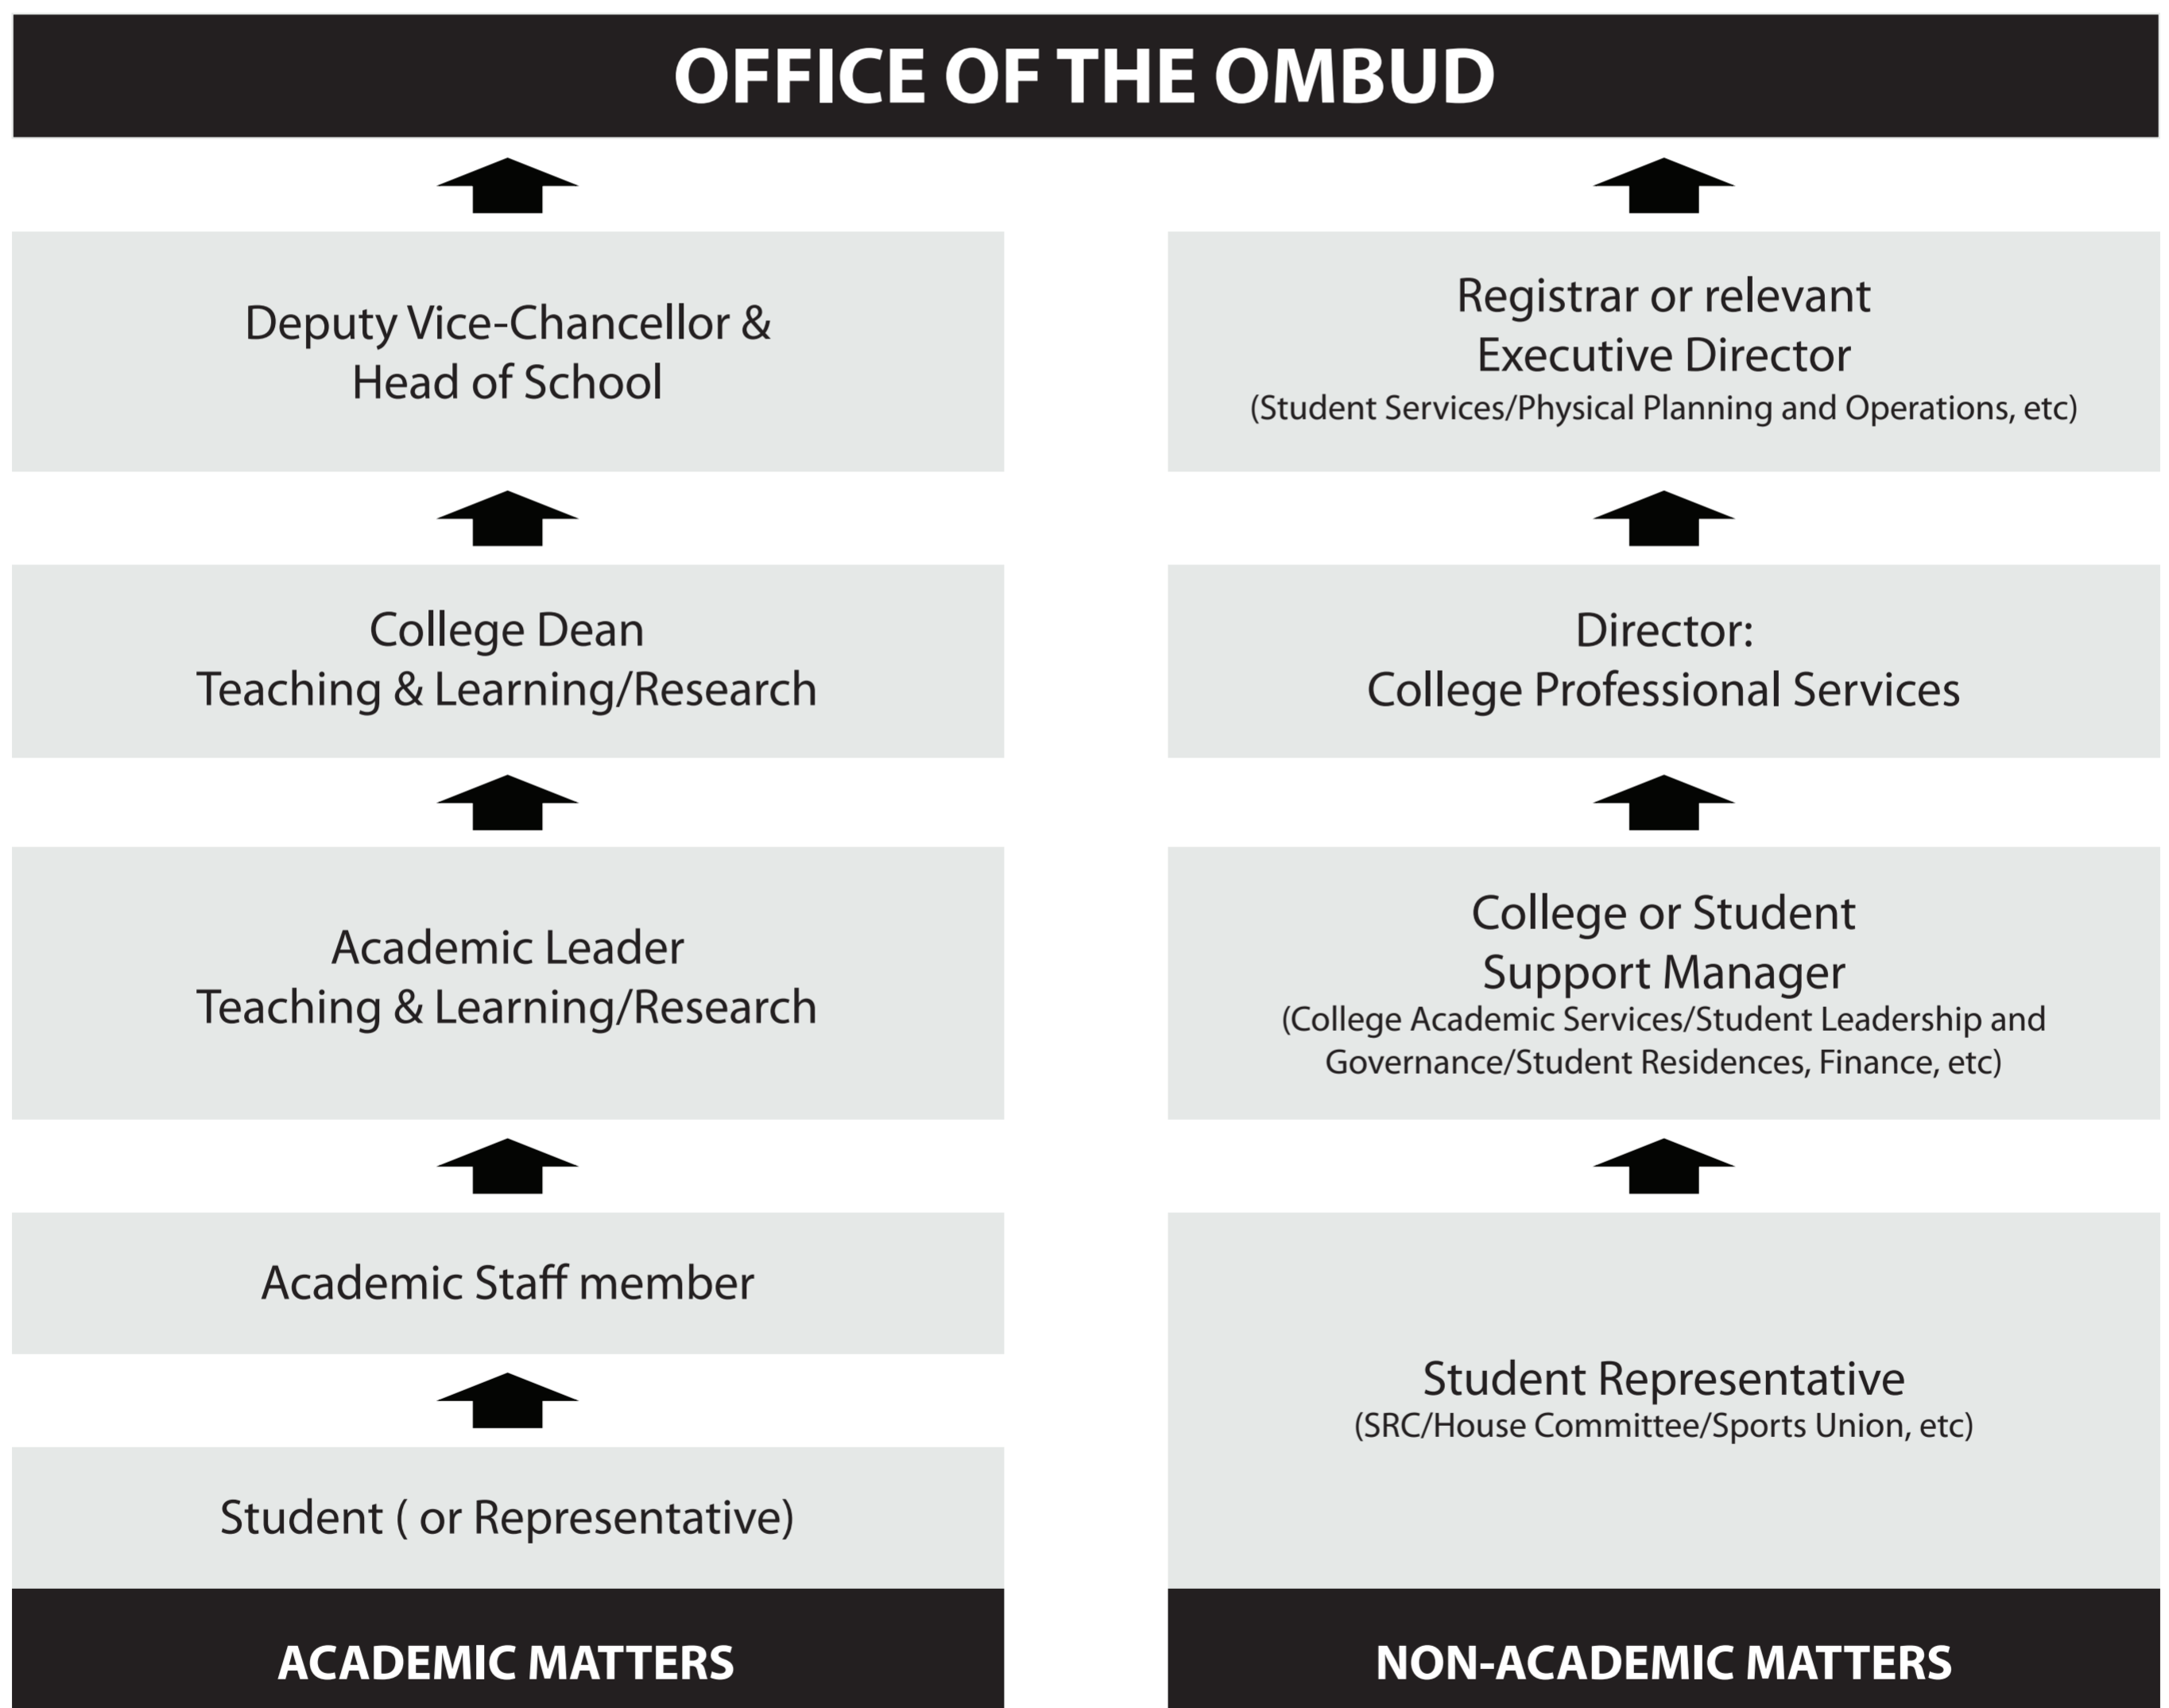 OFFICE OF THE OMBUD
Deputy Vice-Chancellor &
Head of School
College Dean
Teaching & Learning/Research
Academic Leader
Teaching & Learning/Research
Academic Staff member
Student ( or Representative)
ACADEMIC MATTERS
Registrar or relevant
Executive Director
(Student Services/Physical Planning and Operations, etc)
Director:
College Professional Services
College or Student
Support Manager
(College Academic Services/Student Leadership and
Governance/Student Residences, Finance, etc)
Student Representative
(SRC/House Committee/Sports Union, etc)
NON-ACADEMIC MATTERS